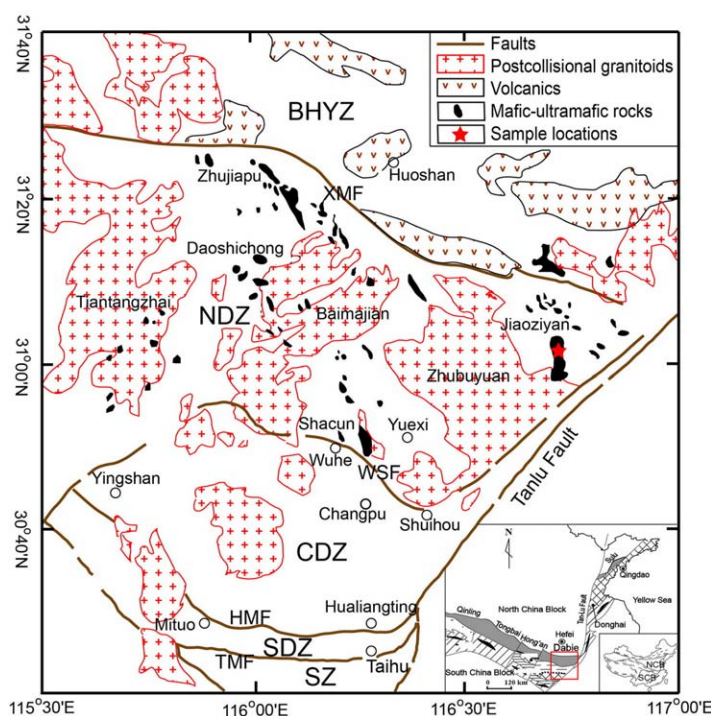 31°40'N
31°20'N
31°00'N
30°40'N
115°30'E
116°00'E
116°30'E
117°00'E
Faults
Postcollisional granitoids
Volcanics
Mafic-ultramafic rocks
Sample locations
BHYZ
Zhujiapu
XMF
Huoshan
Daoshichong
Tiantangzhai
NDZ
Baimajian
Jiaoziyan
Zhubuyuan
Shacun
Yuexi
Wuhe
WSF
Tanlu Fault
Yingshan
Changpu
Shuihou
CDZ
HMF
Hualiangting
Mituo
SDZ
TMF
Taihu
SZ
N
Sulu
Qingdao
TanLu Fault
Yellow Sea
North China Block
Donghai
Qinling
Tongbai
Hong'an
Hefei
Dabie
South China Block
0 120 km
NCB
SCB